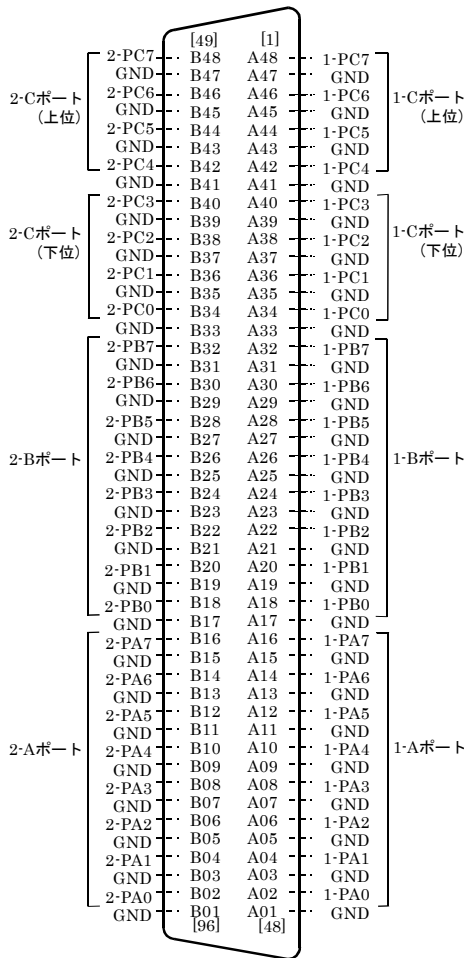 [49] [1]
2-PC7 B48 A48 1-PC7
GND B47 A47 GND
2-Cポート 2-PC6 B46 A46 1-PC6 1-Cポート
(上位) GND B45 A45 GND (上位)
2-PC5 B44 A44 1-PC5
GND B43 A43 GND
2-PC4 B42 A42 1-PC4
GND B41 A41 GND
2-PC3 B40 A40 1-PC3
GND B39 A39 GND
2-Cポート 2-PC2 B38 A38 1-PC2 1-Cポート
(下位) GND B37 A37 GND (下位)
2-PC1 B36 A36 1-PC1
GND B35 A35 GND
2-PC0 B34 A34 1-PC0
GND B33 A33 GND
2-PB7 B32 A32 1-PB7
GND B31 A31 GND
2-PB6 B30 A30 1-PB6
GND B29 A29 GND
2-PB5 B28 A28 1-PB5
GND B27 A27 GND
2-Bポート 2-PB4 B26 A26 1-PB4 1-Bポート
GND B25 A25 GND
2-PB3 B24 A24 1-PB3
GND B23 A23 GND
2-PB2 B22 A22 1-PB2
GND B21 A21 GND
2-PB1 B20 A20 1-PB1
GND B19 A19 GND
2-PB0 B18 A18 1-PB0
GND B17 A17 GND
2-PA7 B16 A16 1-PA7
GND B15 A15 GND
2-PA6 B14 A14 1-PA6
GND B13 A13 GND
2-PA5 B12 A12 1-PA5
GND B11 A11 GND
2-Aポート 2-PA4 B10 A10 1-PA4 1-Aポート
GND B09 A09 GND
2-PA3 B08 A08 1-PA3
GND B07 A07 GND
2-PA2 B06 A06 1-PA2
GND B05 A05 GND
2-PA1 B04 A04 1-PA1
GND B03 A03 GND
2-PA0 B02 A02 1-PA0
GND B01 A01 GND
[96] [48]